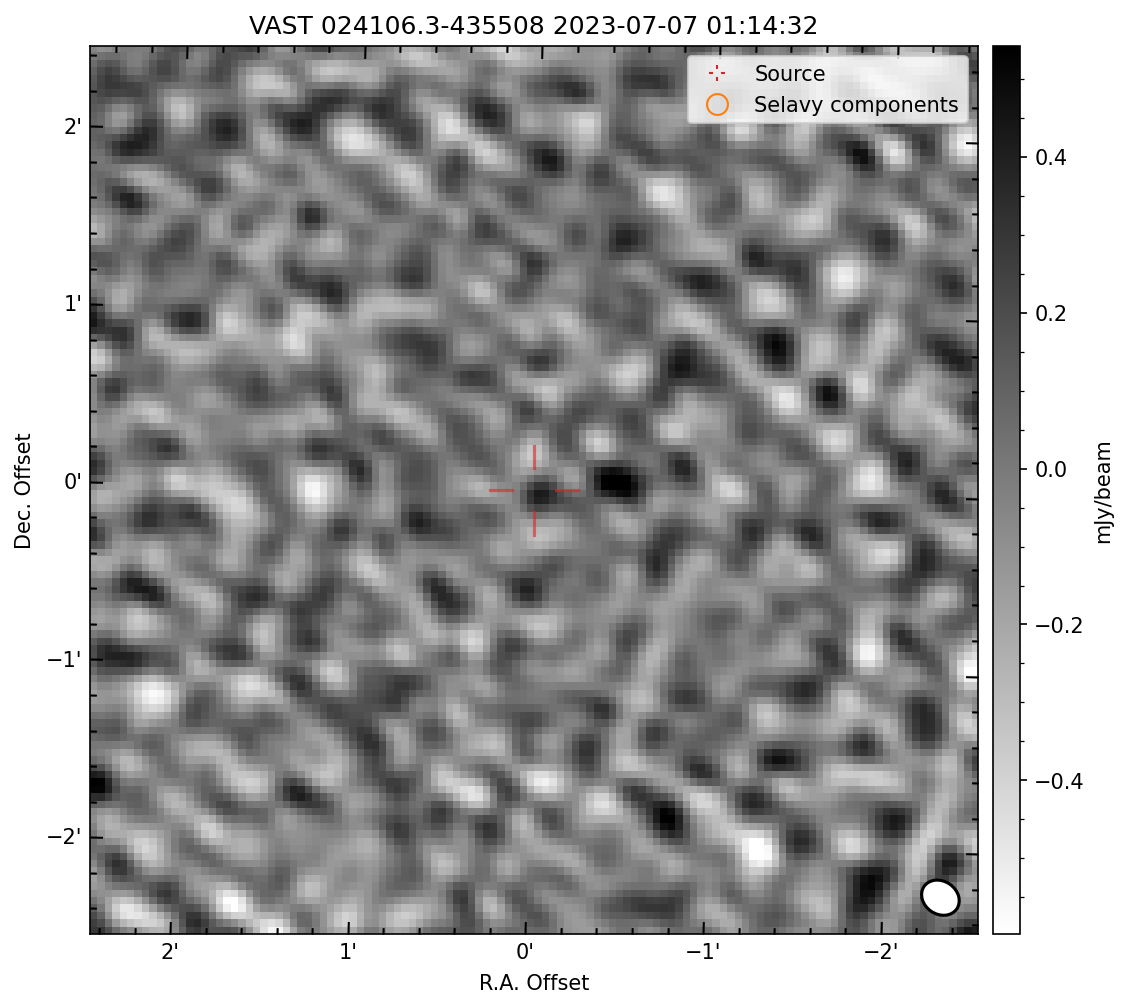 VAST 024106.3-435508 2023-07-07 01:14:32
Source
Selavy components
2'
1'
0'
−1'
−2'
Dec. Offset
2'
1'
0'
−1'
−2'
R.A. Offset
0.4
0.2
0.0
−0.2
−0.4
mJy/beam